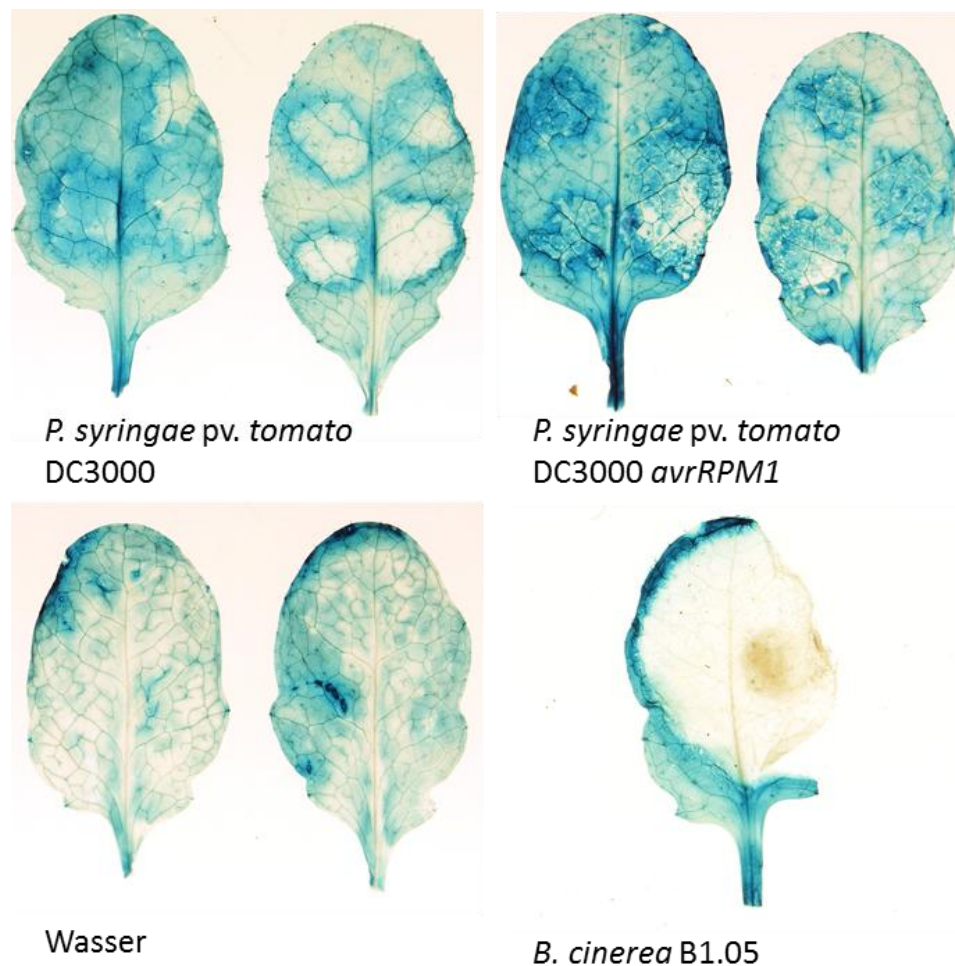 P. syringae pv. tomato
DC3000
P. syringae pv. tomato
DC3000 avrRPM1
Wasser
B. cinerea B1.05